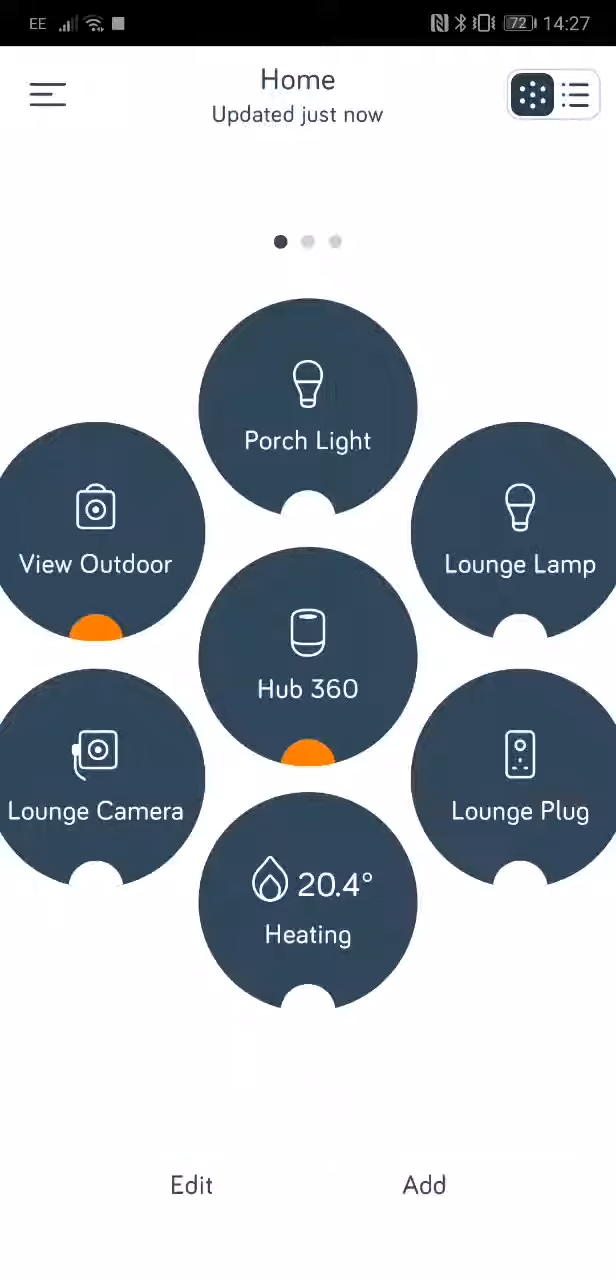 EE 72 14:27
Home
Updated just now
Porch Light
View Outdoor
Lounge Lamp
Hub 360
Lounge Camera
Lounge Plug
20.4°
Heating
Edit Add